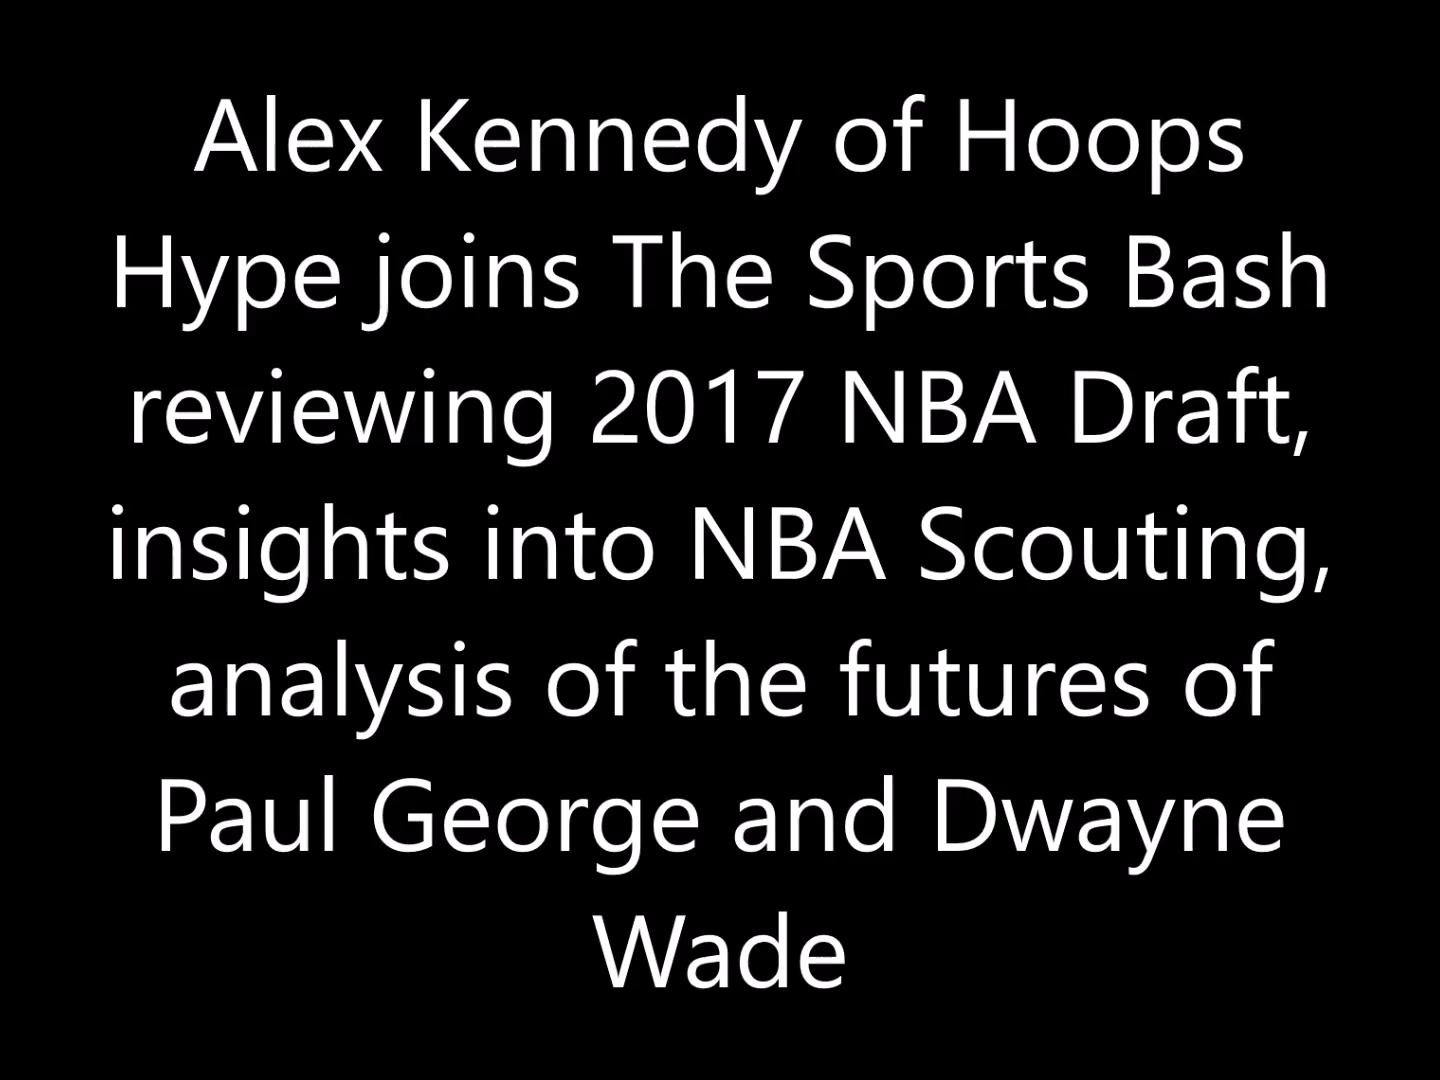 Alex Kennedy of Hoops
Hype joins The Sports Bash
reviewing 2017 NBA Draft,
insights into NBA Scouting,
analysis of the futures of
Paul George and Dwayne
Wade